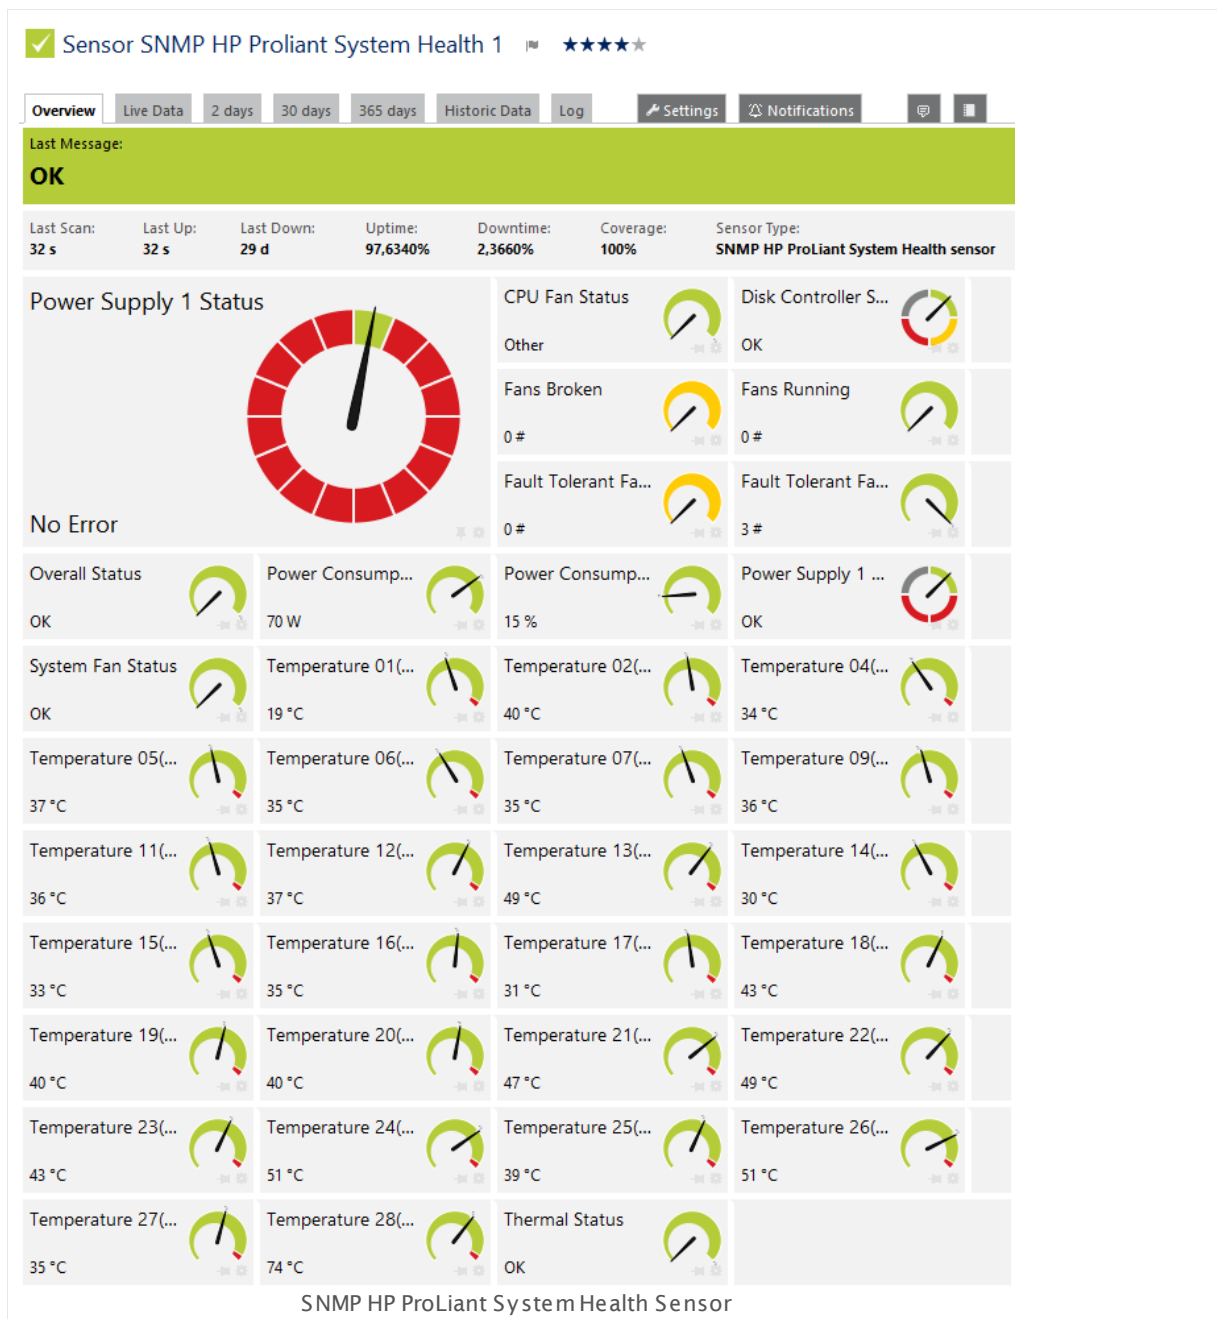 Sensor SNMP HP Proliant System Health 1
Overview Live Data 2 days 30 days 365 days Historic Data Log Settings Notifications
Last Message:
OK
Last Scan: Last Up: Last Down: Uptime: Downtime: Coverage: Sensor Type:
32 s 32 s 29 d 97,6340% 2,3660% 100% SNMP HP ProLiant System Health sensor
Power Supply 1 Status
No Error
CPU Fan Status
Other
Disk Controller S...
OK
Fans Broken
0 #
Fans Running
0 #
Fault Tolerant Fa...
0 #
Fault Tolerant Fa...
3 #
Overall Status
OK
Power Consump...
70 W
Power Consump...
15 %
Power Supply 1 ...
OK
System Fan Status
OK
Temperature 01(...
19 °C
Temperature 02(...
40 °C
Temperature 04(...
34 °C
Temperature 05(...
37 °C
Temperature 06(...
35 °C
Temperature 07(...
35 °C
Temperature 09(...
36 °C
Temperature 11(...
36 °C
Temperature 12(...
37 °C
Temperature 13(...
49 °C
Temperature 14(...
30 °C
Temperature 15(...
33 °C
Temperature 16(...
35 °C
Temperature 17(...
31 °C
Temperature 18(...
43 °C
Temperature 19(...
40 °C
Temperature 20(...
40 °C
Temperature 21(...
47 °C
Temperature 22(...
49 °C
Temperature 23(...
43 °C
Temperature 24(...
51 °C
Temperature 25(...
39 °C
Temperature 26(...
51 °C
Temperature 27(...
35 °C
Temperature 28(...
74 °C
Thermal Status
OK
SNMP HP ProLiant System Health Sensor